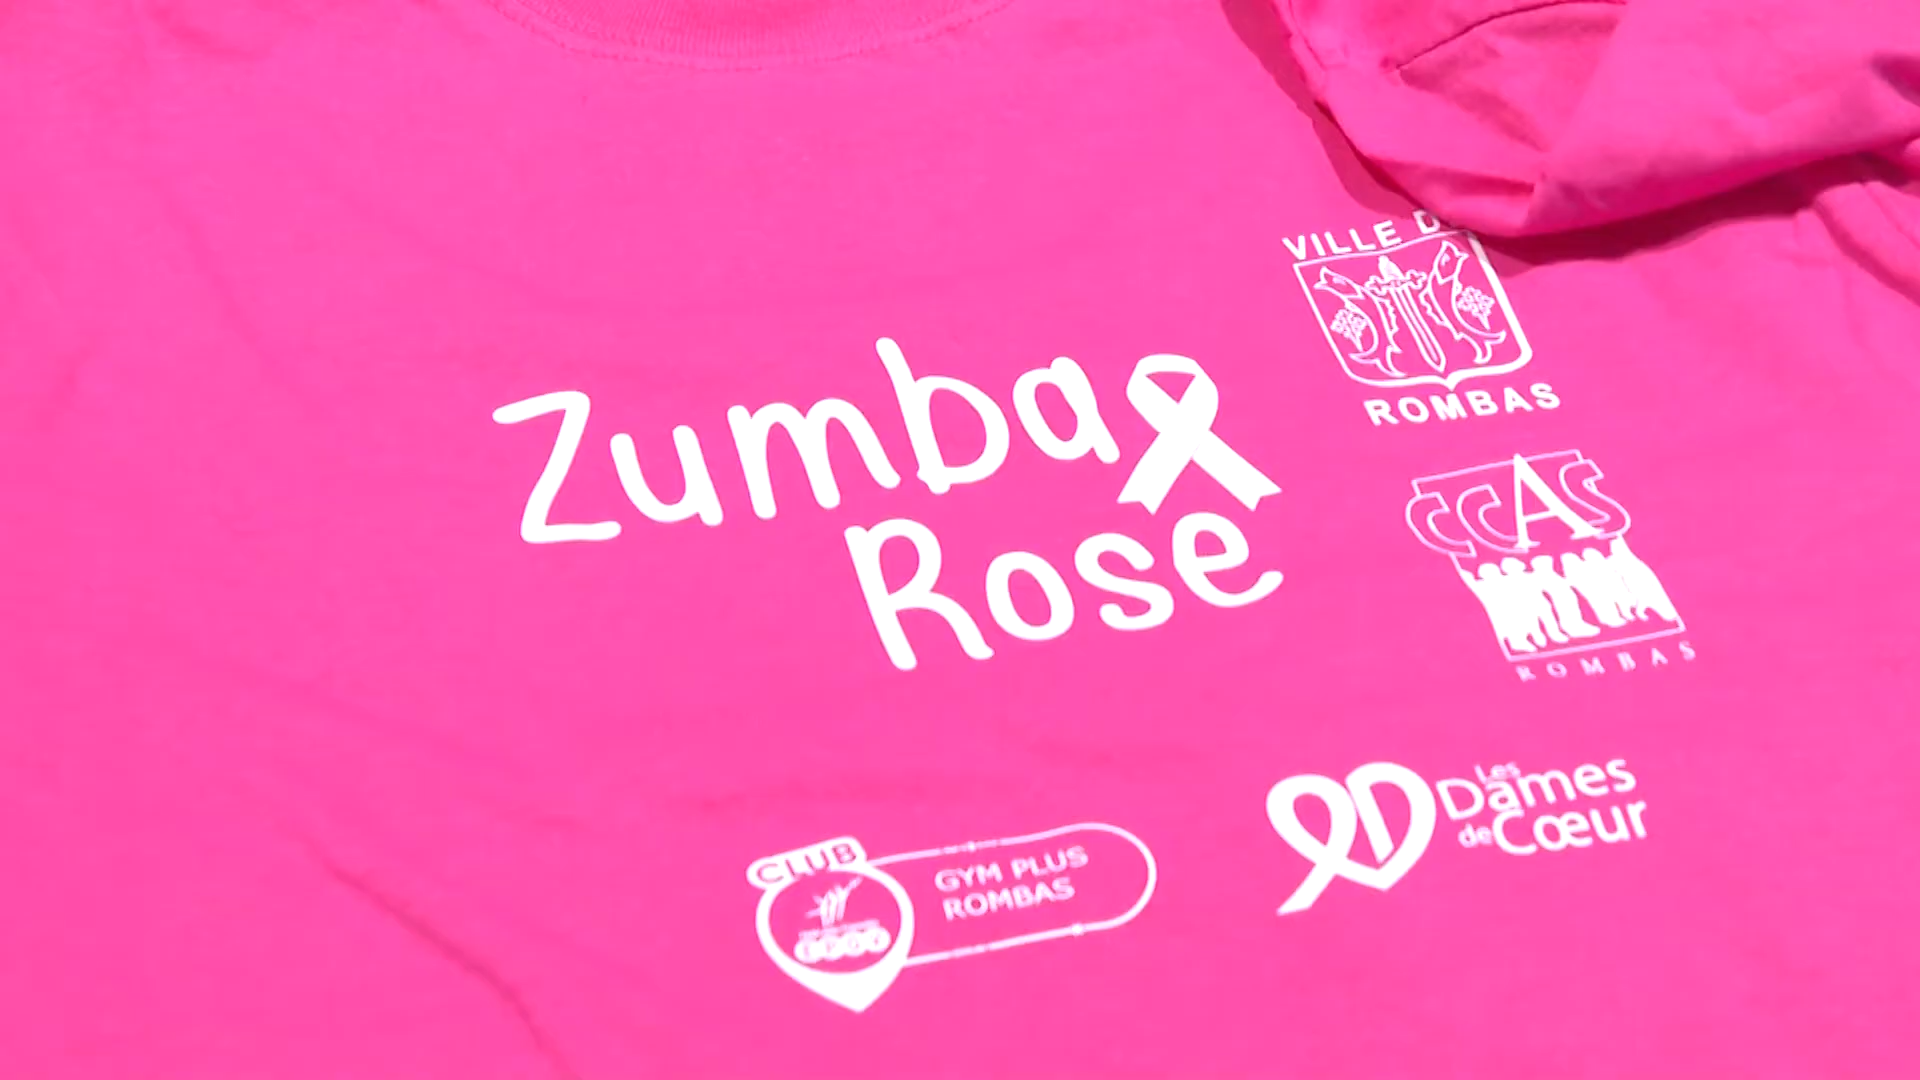 VILLE D
ROMBAS
Zumba
Rose
CCAS
ROMBAS
Les
Dames
de Cœur
CLUB
GYM PLUS
ROMBAS